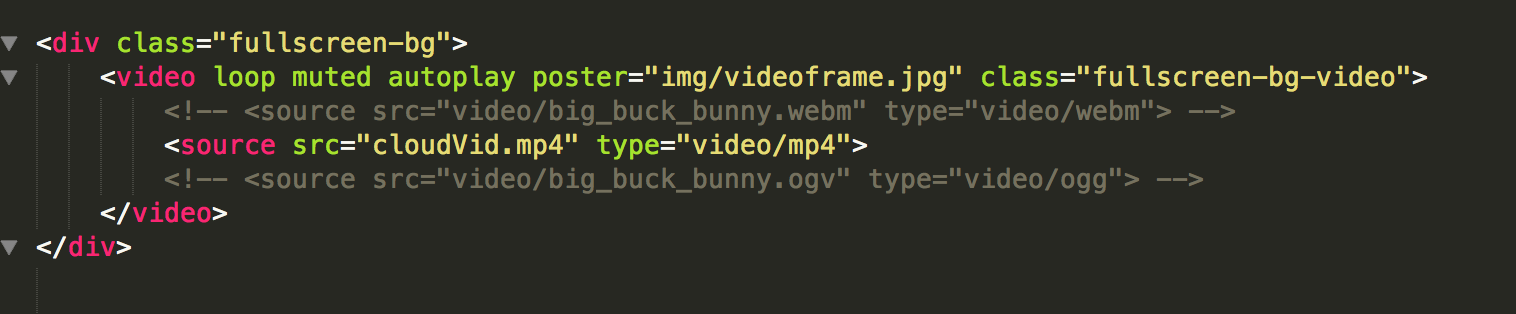 <div class="fullscreen-bg">
<video loop muted autoplay poster="img/videoframe.jpg" class="fullscreen-bg-video">
<!-- <source src="video/big_buck_bunny.webm" type="video/webm"> -->
<source src="cloudVid.mp4" type="video/mp4">
<!-- <source src="video/big_buck_bunny.ogv" type="video/ogg"> -->
</video>
</div>